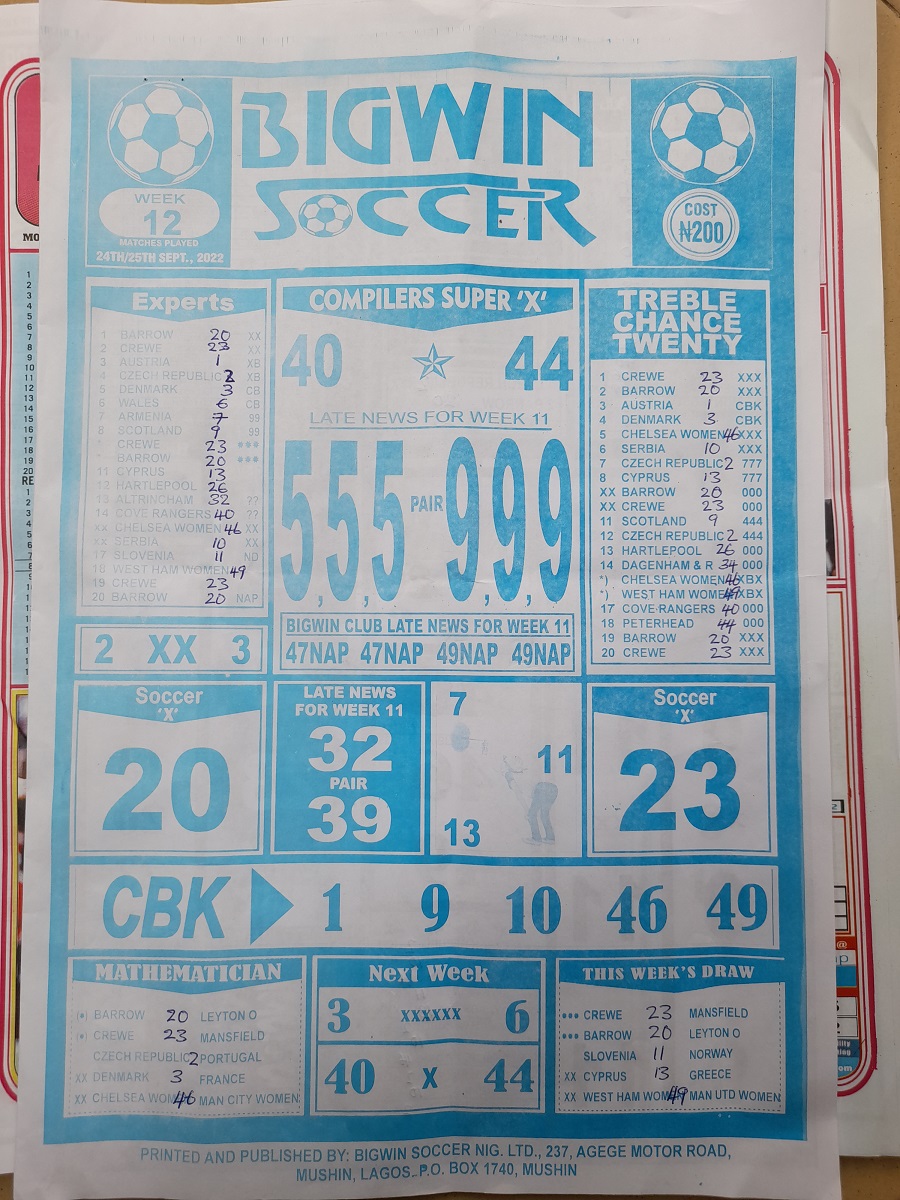 BIGWIN
SOCCER
WEEK
12
MATCHES PLAYED
24TH/25TH SEPT., 2022
COST
₦200
Experts
1 BARROW 20 XX
2 CREWE 23 XX
3 AUSTRIA 1 XB
4 CZECH REPUBLIC 2 XB
5 DENMARK 3 CB
6 WALES 6 CB
7 ARMENIA 7 99
8 SCOTLAND 9 99
* CREWE 23 ***
* BARROW 20 ***
11 CYPRUS 13
12 HARTLEPOOL 26
13 ALTRINCHAM 32 ??
14 COVE RANGERS 40 ??
xx CHELSEA WOMEN 46 XX
xx SERBIA 10 XX
17 SLOVENIA 11 ND
18 WEST HAM WOMEN 49
19 CREWE 23
20 BARROW 20 NAP
2 XX 3
COMPILERS SUPER 'X'
40 44
LATE NEWS FOR WEEK 11
5,5,5 PAIR 9,9,9
BIGWIN CLUB LATE NEWS FOR WEEK 11
47NAP 47NAP 49NAP 49NAP
TREBLE
CHANCE
TWENTY
1 CREWE 23 XXX
2 BARROW 20 XXX
3 AUSTRIA 1 CBK
4 DENMARK 3 CBK
5 CHELSEA WOMEN 46 XXX
6 SERBIA 10 XXX
7 CZECH REPUBLIC 2 777
8 CYPRUS 13 777
XX BARROW 20 000
XX CREWE 23 000
11 SCOTLAND 9 444
12 CZECH REPUBLIC 2 444
13 HARTLEPOOL 26 000
14 DAGENHAM & R 34 000
*) CHELSEA WOMEN 46 XBX
*) WEST HAM WOMEN 49 XBX
17 COVE RANGERS 40 000
18 PETERHEAD 44 000
19 BARROW 20 XXX
20 CREWE 23 XXX
Soccer
'X'
20
LATE NEWS
FOR WEEK 11
32
PAIR
39
7
11
13
Soccer
'X'
23
CBK 1 9 10 46 49
MATHEMATICIAN
(*) BARROW 20 LEYTON O
(*) CREWE 23 MANSFIELD
CZECH REPUBLIC 2 PORTUGAL
XX DENMARK 3 FRANCE
XX CHELSEA WOM 46 MAN CITY WOMEN
Next Week
3 xxxxxx 6
40 X 44
THIS WEEK'S DRAW
*** CREWE 23 MANSFIELD
*** BARROW 20 LEYTON O
SLOVENIA 11 NORWAY
XX CYPRUS 13 GREECE
XX WEST HAM WOM 49 MAN UTD WOMEN
PRINTED AND PUBLISHED BY: BIGWIN SOCCER NIG. LTD., 237, AGEGE MOTOR ROAD,
MUSHIN, LAGOS. P.O. BOX 1740, MUSHIN